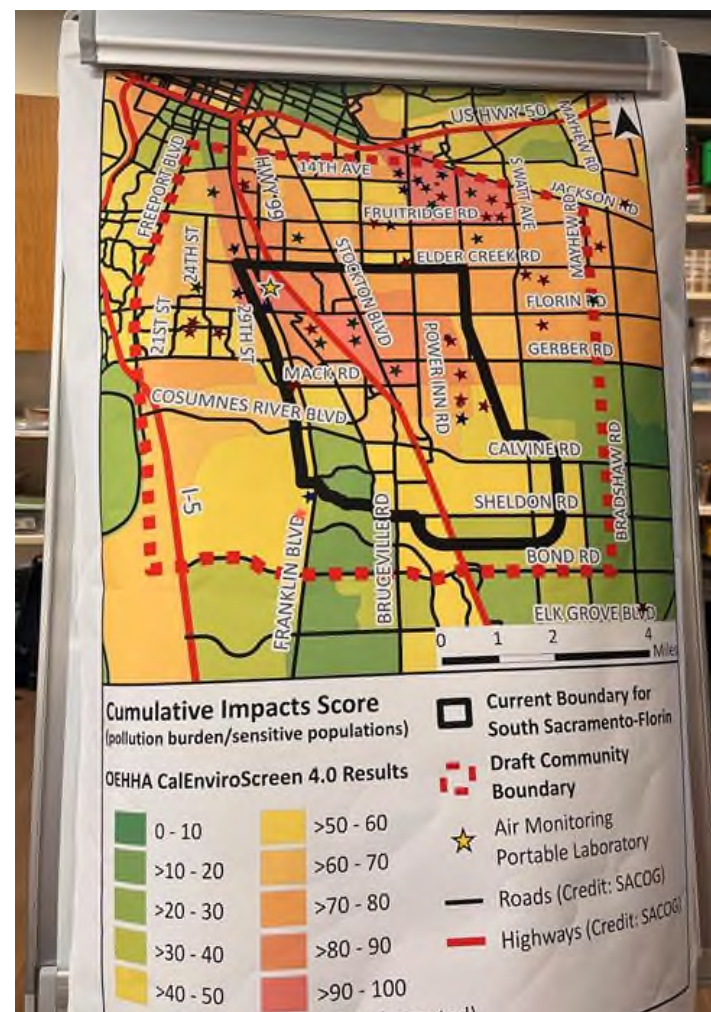 US HWY 50
MAYHEW RD
FREEPORT BLVD
HWY 99
14TH AVE
S WATT AVE
JACKSON RD
FRUITRIDGE RD
MAYHEW RD
24TH ST
STOCKTON BLVD
ELDER CREEK RD
FLORIN RD
21ST ST
29TH ST
POWER INN RD
GERBER RD
MACK RD
COSUMNES RIVER BLVD
CALVINE RD
BRADSHAW RD
I-5
SHELDON RD
FRANKLIN BLVD
BRUCEVILLE RD
BOND RD
ELK GROVE BLVD
0 1 2 4
Miles
Cumulative Impacts Score
(pollution burden/sensitive populations)
OEHHA CalEnviroScreen 4.0 Results
0 - 10
>10 - 20
>20 - 30
>30 - 40
>40 - 50
>50 - 60
>60 - 70
>70 - 80
>80 - 90
>90 - 100
Current Boundary for
South Sacramento-Florin
Draft Community
Boundary
Air Monitoring
Portable Laboratory
Roads (Credit: SACOG)
Highways (Credit: SACOG)